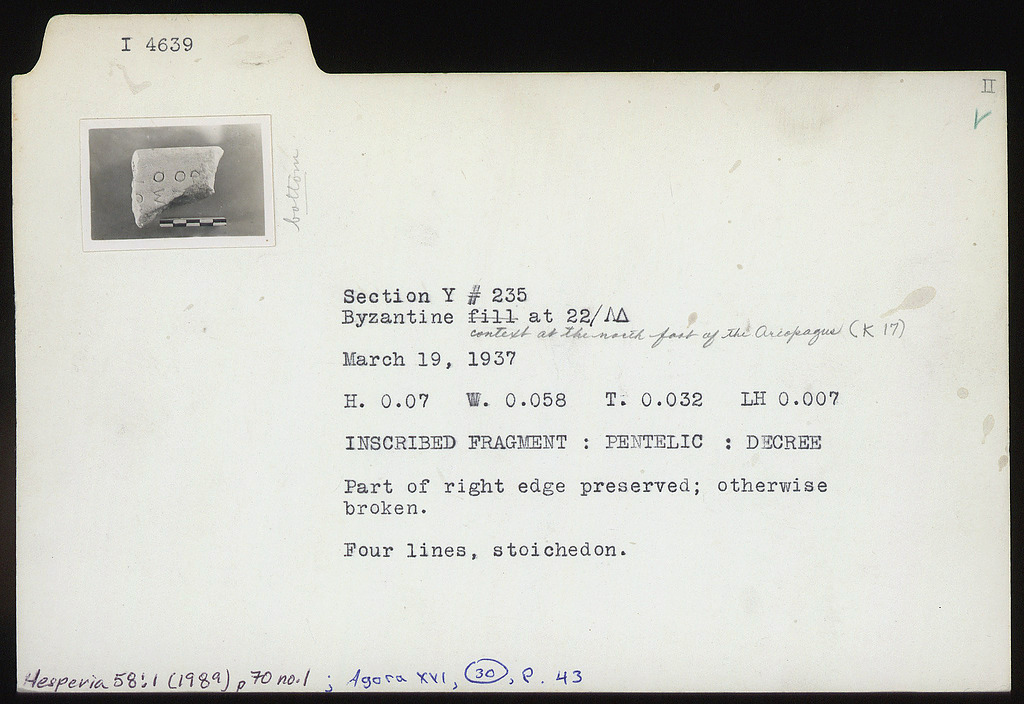 I 4639
II
✓
bottom
Section Y # 235
Byzantine fill at 22/ΛΔ
context at the north foot of the Areopagus (K 17)
March 19, 1937
H. 0.07 W. 0.058 T. 0.032 LH 0.007
INSCRIBED FRAGMENT : PENTELIC : DECREE
Part of right edge preserved; otherwise
broken.
Four lines, stoichedon.
Hesperia 58:1 (1989), p 70 no.1 ; Agora XVI, 30, P. 43